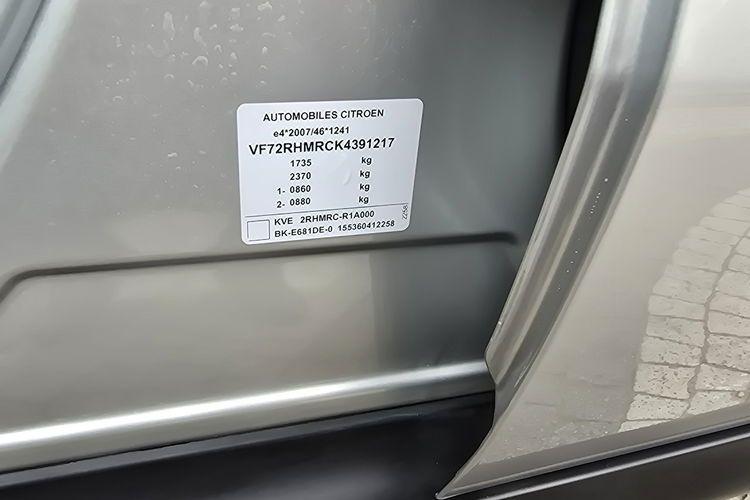 AUTOMOBILES CITROEN
e4*2007/46*1241
VF72RHMRCK4391217
1735 kg
2370 kg
1- 0860 kg
2- 0880 kg
KVE 2RHMRC-R1A000
BK-E681DE-0 155360412258
2258